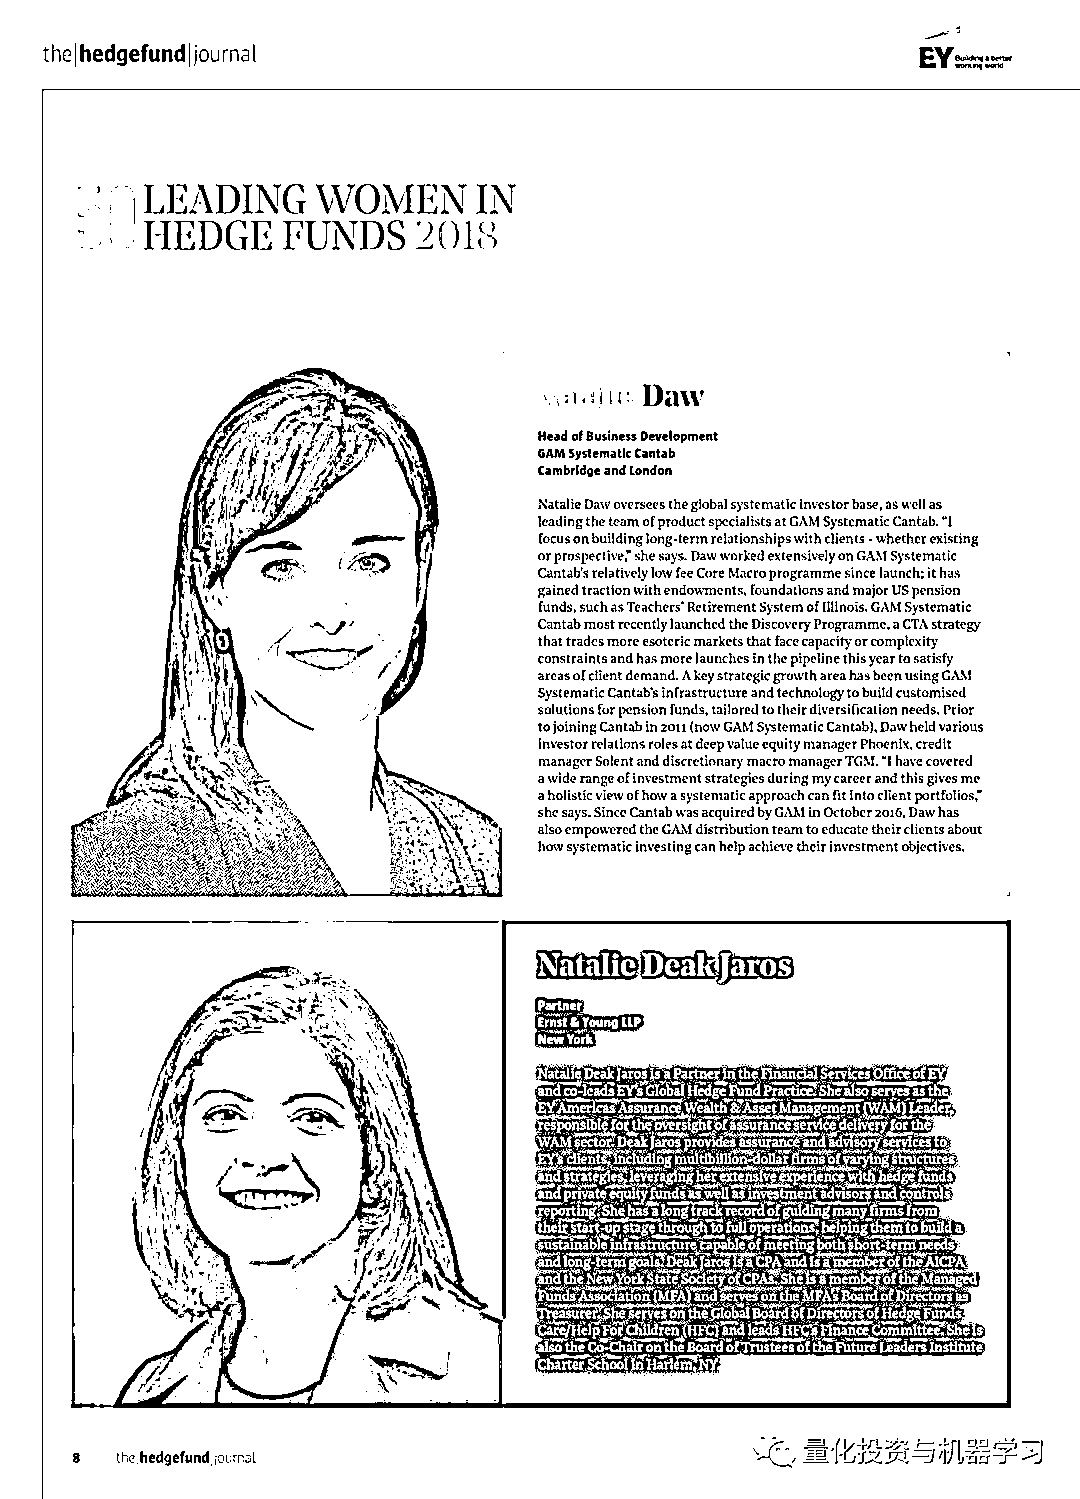 the|hedgefund|journal
EY Building a better
working world
50 LEADING WOMEN IN
HEDGE FUNDS 2018
Natalie Daw
Head of Business Development
GAM Systematic Cantab
Cambridge and London
Natalie Daw oversees the global systematic investor base, as well as
leading the team of product specialists at GAM Systematic Cantab. "I
focus on building long-term relationships with clients - whether existing
or prospective," she says. Daw worked extensively on GAM Systematic
Cantab's relatively low fee Core Macro programme since launch; it has
gained traction with endowments, foundations and major US pension
funds, such as Teachers' Retirement System of Illinois. GAM Systematic
Cantab most recently launched the Discovery Programme, a CTA strategy
that trades more esoteric markets that face capacity or complexity
constraints and has more launches in the pipeline this year to satisfy
areas of client demand. A key strategic growth area has been using GAM
Systematic Cantab's infrastructure and technology to build customised
solutions for pension funds, tailored to their diversification needs. Prior
to joining Cantab in 2011 (now GAM Systematic Cantab), Daw held various
investor relations roles at deep value equity manager Phoenix, credit
manager Solent and discretionary macro manager TGM. "I have covered
a wide range of investment strategies during my career and this gives me
a holistic view of how a systematic approach can fit into client portfolios,"
she says. Since Cantab was acquired by GAM in October 2016, Daw has
also empowered the GAM distribution team to educate their clients about
how systematic investing can help achieve their investment objectives.
Natalie Deak Jaros
Partner
Ernst & Young LLP
New York
Natalie Deak Jaros is a Partner in the Financial Services Office of EY
and co-leads EY's Global Hedge Fund Practice. She also serves as the
EY Americas Assurance Wealth & Asset Management (WAM) Leader,
responsible for the oversight of assurance service delivery for the
WAM sector. Deak Jaros provides assurance and advisory services to
EY's clients, including multibillion-dollar firms of varying structures
and strategies, leveraging her extensive experience with hedge funds
and private equity funds as well as investment advisors and controls
reporting. She has a long track record of guiding many firms from
their start-up stage through to full operations, helping them to build a
sustainable infrastructure capable of meeting both short-term needs
and long-term goals. Deak Jaros is a CPA and is a member of the AICPA
and the New York State Society of CPAs. She is a member of the Managed
Funds Association (MFA) and serves on the MFA's Board of Directors as
Treasurer. She serves on the Global Board of Directors of Hedge Funds
Care/Help For Children (HFC) and leads HFC's Finance Committee. She is
also the Co-Chair on the Board of Trustees of the Future Leaders Institute
Charter School in Harlem, NY.
8 the|hedgefund|journal
量化投资与机器学习